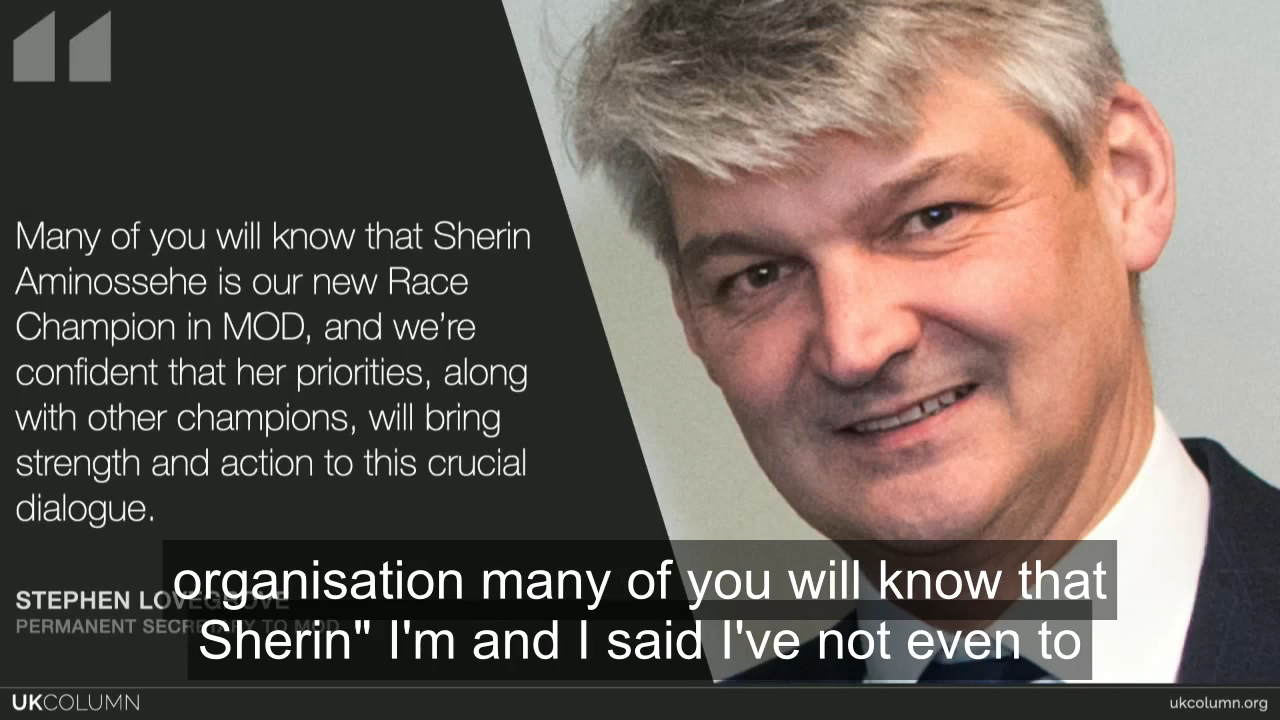 Many of you will know that Sherin
Aminossehe is our new Race
Champion in MOD, and we’re
confident that her priorities, along
with other champions, will bring
strength and action to this crucial
dialogue.
STEPHEN LOVEGROVE
PERMANENT SECRETARY TO MOD
organisation many of you will know that
Sherin" I'm and I said I've not even to
UKCOLUMN
ukcolumn.org